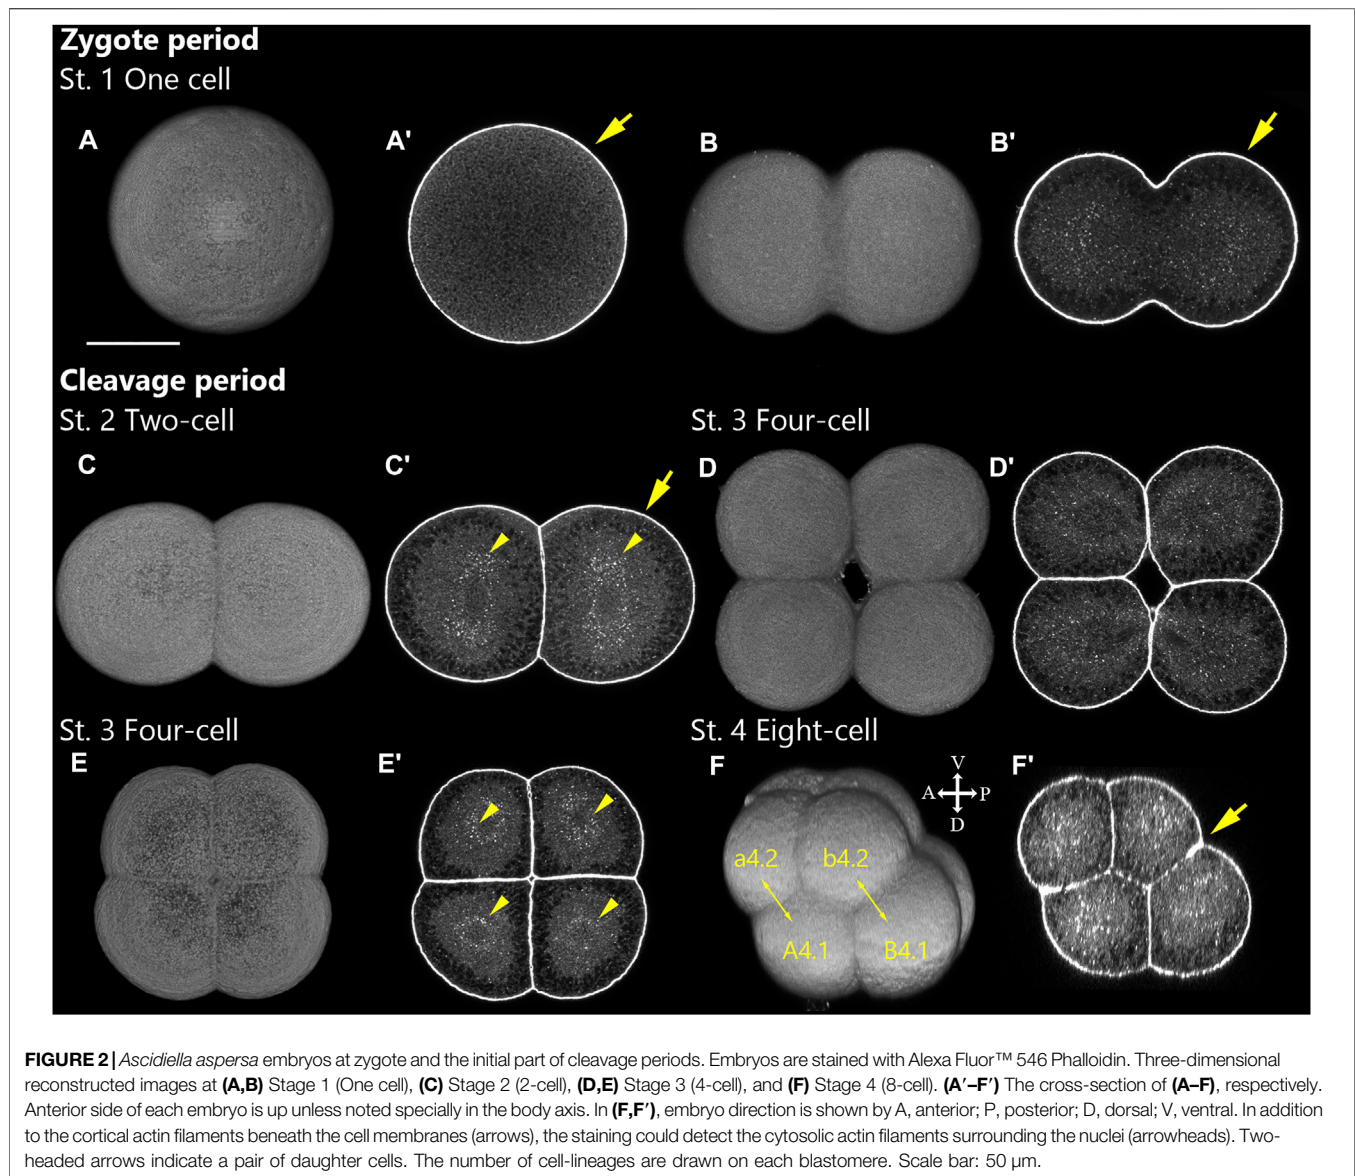 Zygote period
St. 1 One cell
A
A'
B
B'
Cleavage period
St. 2 Two-cell
St. 3 Four-cell
C
C'
D
D'
St. 3 Four-cell
St. 4 Eight-cell
E
E'
F
V
A
P
D
F'
a4.2
b4.2
A4.1
B4.1
FIGURE 2 | Ascidiella aspersa embryos at zygote and the initial part of cleavage periods. Embryos are stained with Alexa Fluor™ 546 Phalloidin. Three-dimensional
reconstructed images at (A,B) Stage 1 (One cell), (C) Stage 2 (2-cell), (D,E) Stage 3 (4-cell), and (F) Stage 4 (8-cell). (A′–F′) The cross-section of (A–F), respectively.
Anterior side of each embryo is up unless noted specially in the body axis. In (F,F′), embryo direction is shown by A, anterior; P, posterior; D, dorsal; V, ventral. In addition
to the cortical actin filaments beneath the cell membranes (arrows), the staining could detect the cytosolic actin filaments surrounding the nuclei (arrowheads). Two-
headed arrows indicate a pair of daughter cells. The number of cell-lineages are drawn on each blastomere. Scale bar: 50 µm.